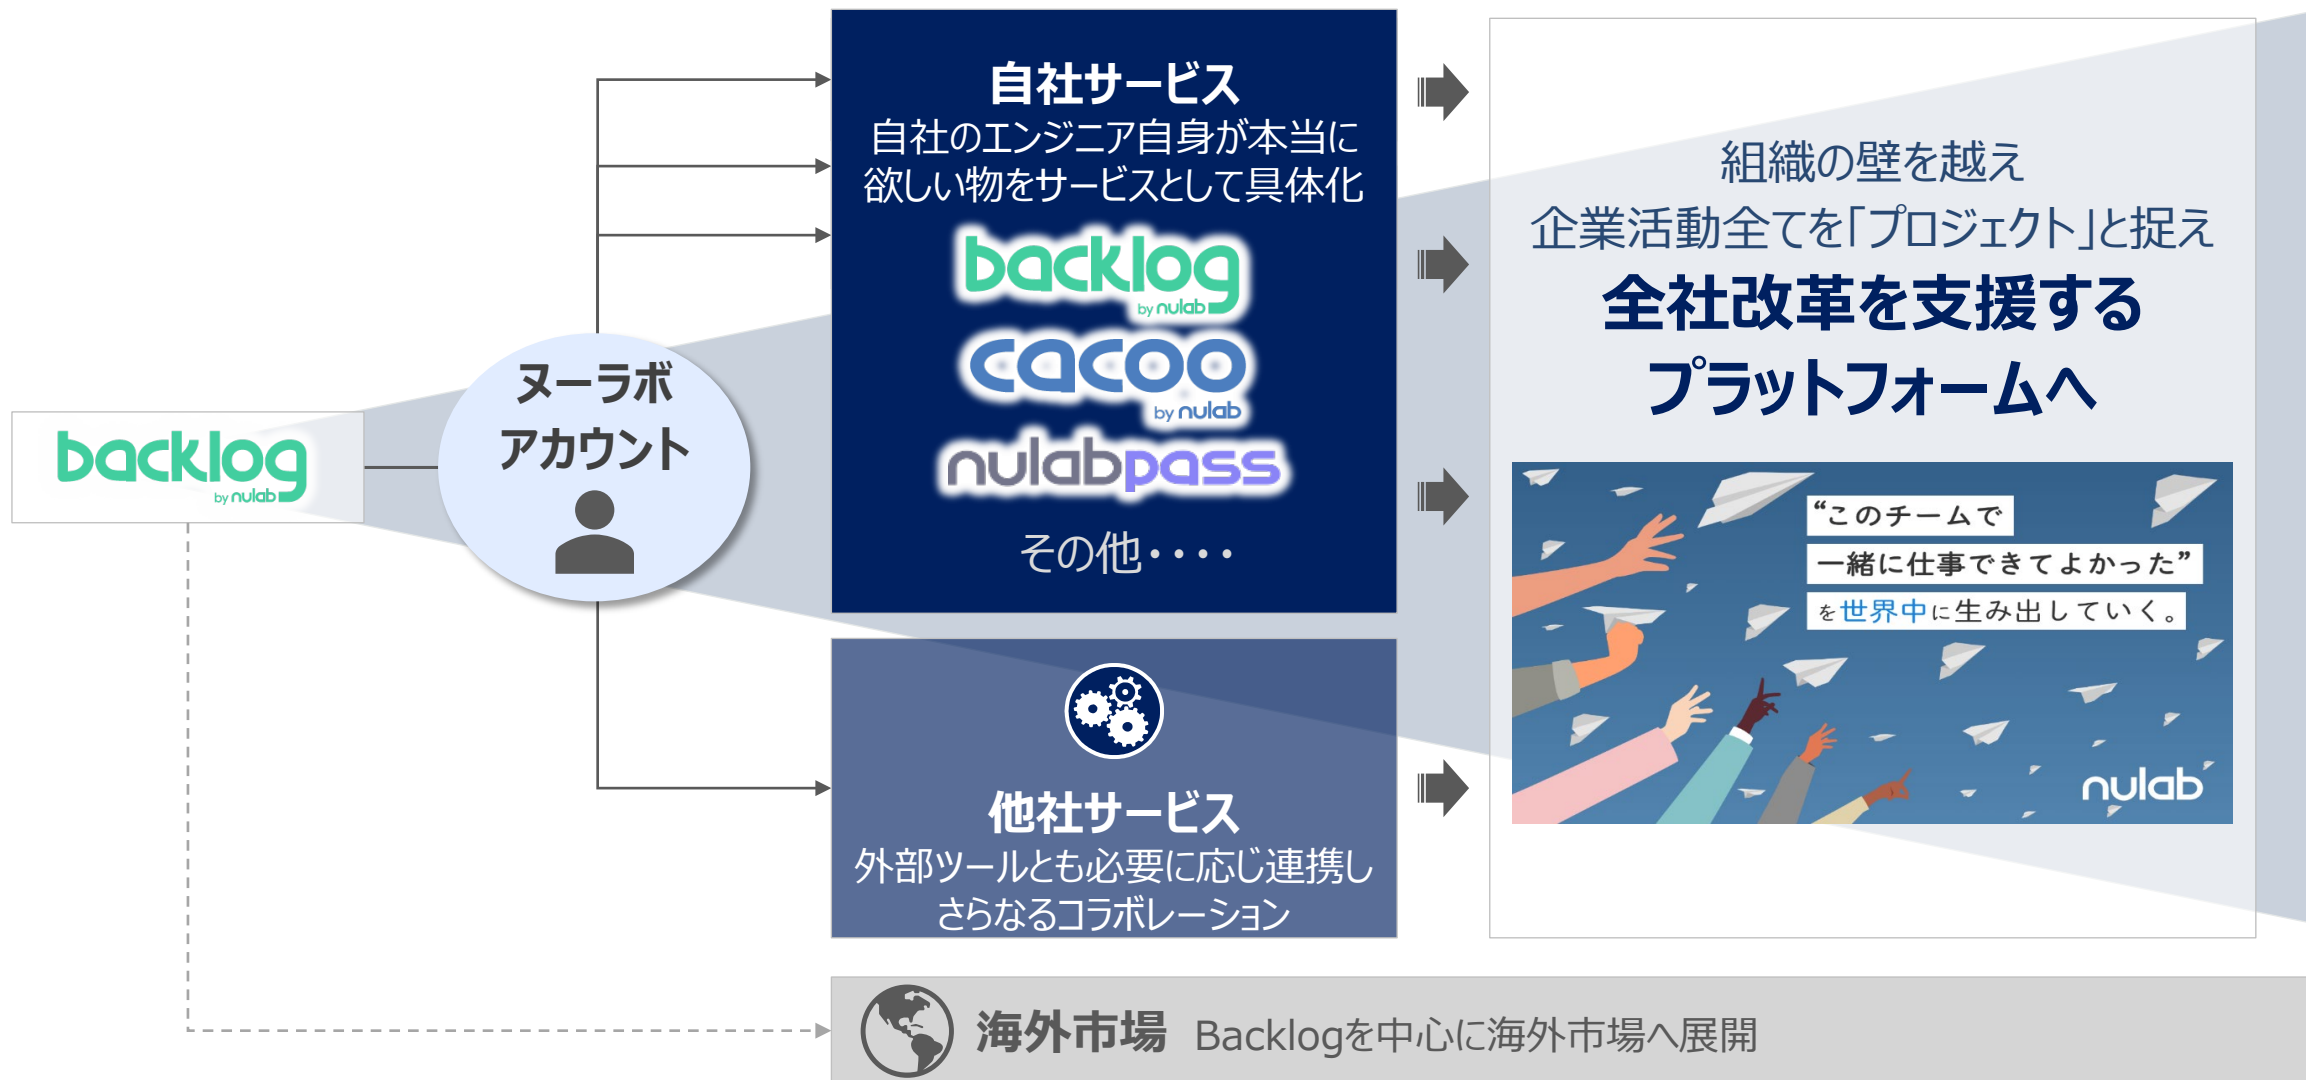 backlog
by nulab
ヌーラボ
アカウント
自社サービス
自社のエンジニア自身が本当に
欲しい物をサービスとして具体化
backlog
by nulab
cacoo
by nulab
nulabpass
その他・・・・
他社サービス
外部ツールとも必要に応じ連携し
さらなるコラボレーション
組織の壁を越え
企業活動全てを「プロジェクト」と捉え
全社改革を支援する
プラットフォームへ
“このチームで
一緒に仕事できてよかった”
を世界中に生み出していく。
nulab
海外市場 Backlogを中心に海外市場へ展開